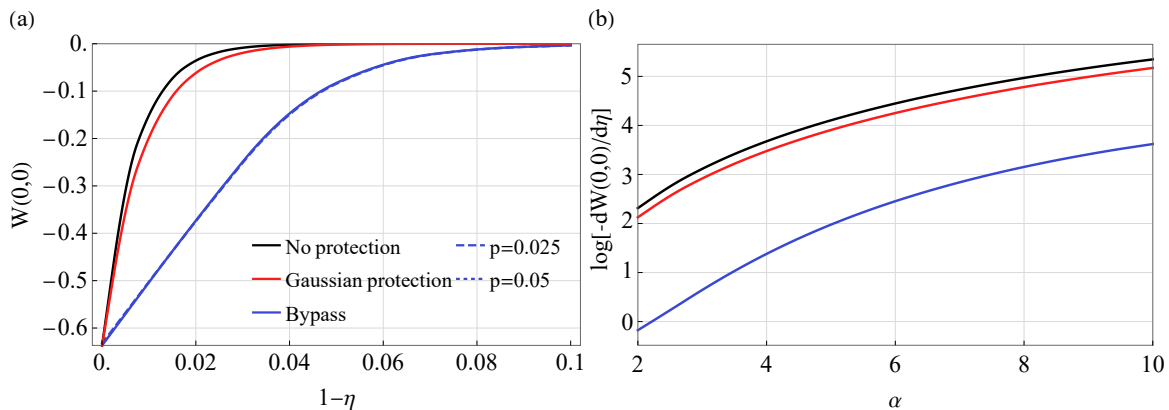 (a)
0.
−0.1
−0.2
−0.3
−0.4
−0.5
−0.6
W(0,0)
No protection
Gaussian protection
Bypass
p=0.025
p=0.05
0.
0.02
0.04
0.06
0.08
0.1
1−η
(b)
5
4
3
2
1
0
log[-dW(0,0)/dη]
2
4
6
8
10
α